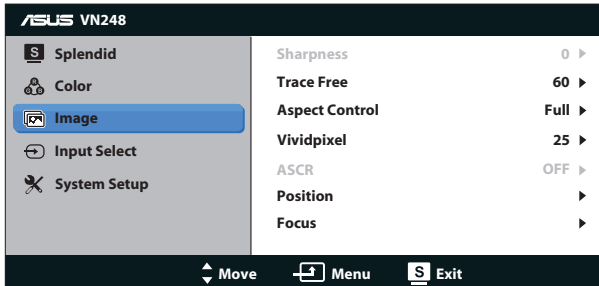 ASUS VN248
S Splendid
Color
Image
Input Select
System Setup
Sharpness 0
Trace Free 60
Aspect Control Full
Vividpixel 25
ASCR OFF
Position
Focus
Move Menu S Exit